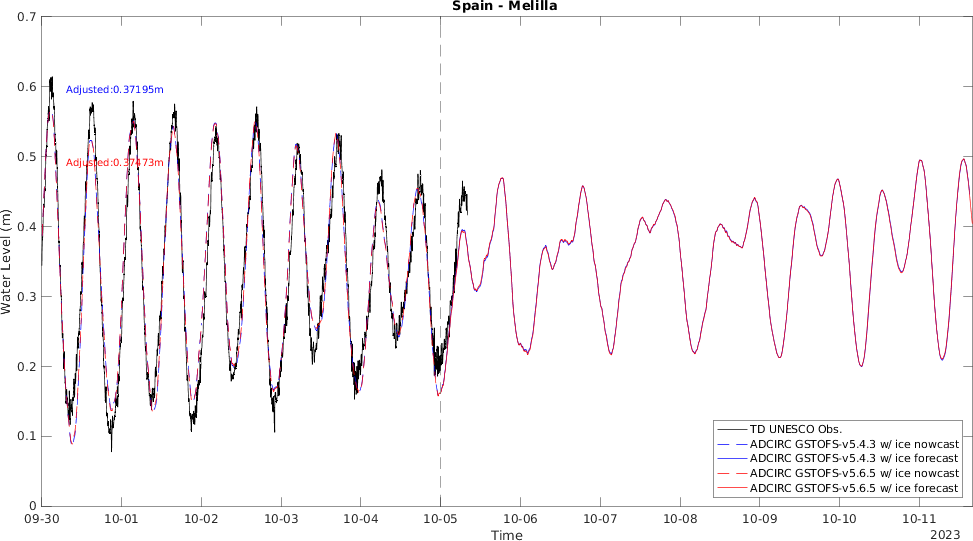 Spain - Melilla
0.7
0.6
0.5
0.4
0.3
0.2
0.1
0
Water Level (m)
Adjusted:0.37195m
Adjusted:0.37473m
TD UNESCO Obs.
ADCIRC GSTOFS-v5.4.3 w/ ice nowcast
ADCIRC GSTOFS-v5.4.3 w/ ice forecast
ADCIRC GSTOFS-v5.6.5 w/ ice nowcast
ADCIRC GSTOFS-v5.6.5 w/ ice forecast
09-30 10-01 10-02 10-03 10-04 10-05 10-06 10-07 10-08 10-09 10-10 10-11
Time
2023